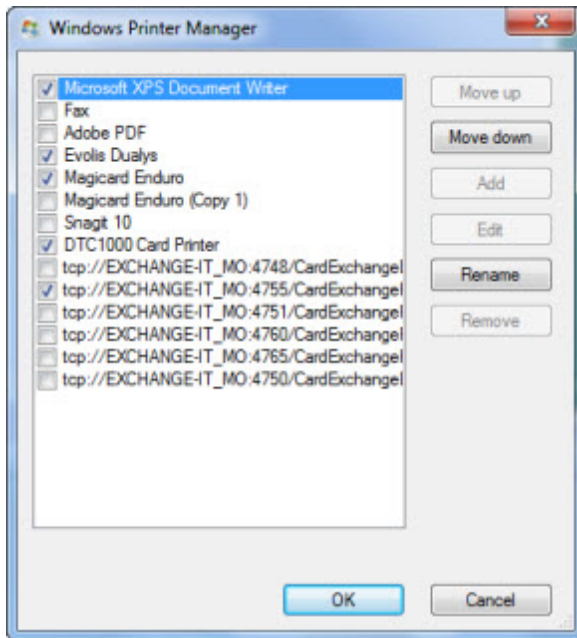 Windows Printer Manager
Microsoft XPS Document Writer
Fax
Adobe PDF
Evolis Dualys
Magicard Enduro
Magicard Enduro (Copy 1)
Snagit 10
DTC1000 Card Printer
tcp://EXCHANGE-IT_MO:4748/CardExchangeI
tcp://EXCHANGE-IT_MO:4755/CardExchangeI
tcp://EXCHANGE-IT_MO:4751/CardExchangeI
tcp://EXCHANGE-IT_MO:4760/CardExchangeI
tcp://EXCHANGE-IT_MO:4765/CardExchangeI
tcp://EXCHANGE-IT_MO:4750/CardExchangeI
Move up
Move down
Add
Edit
Rename
Remove
OK
Cancel